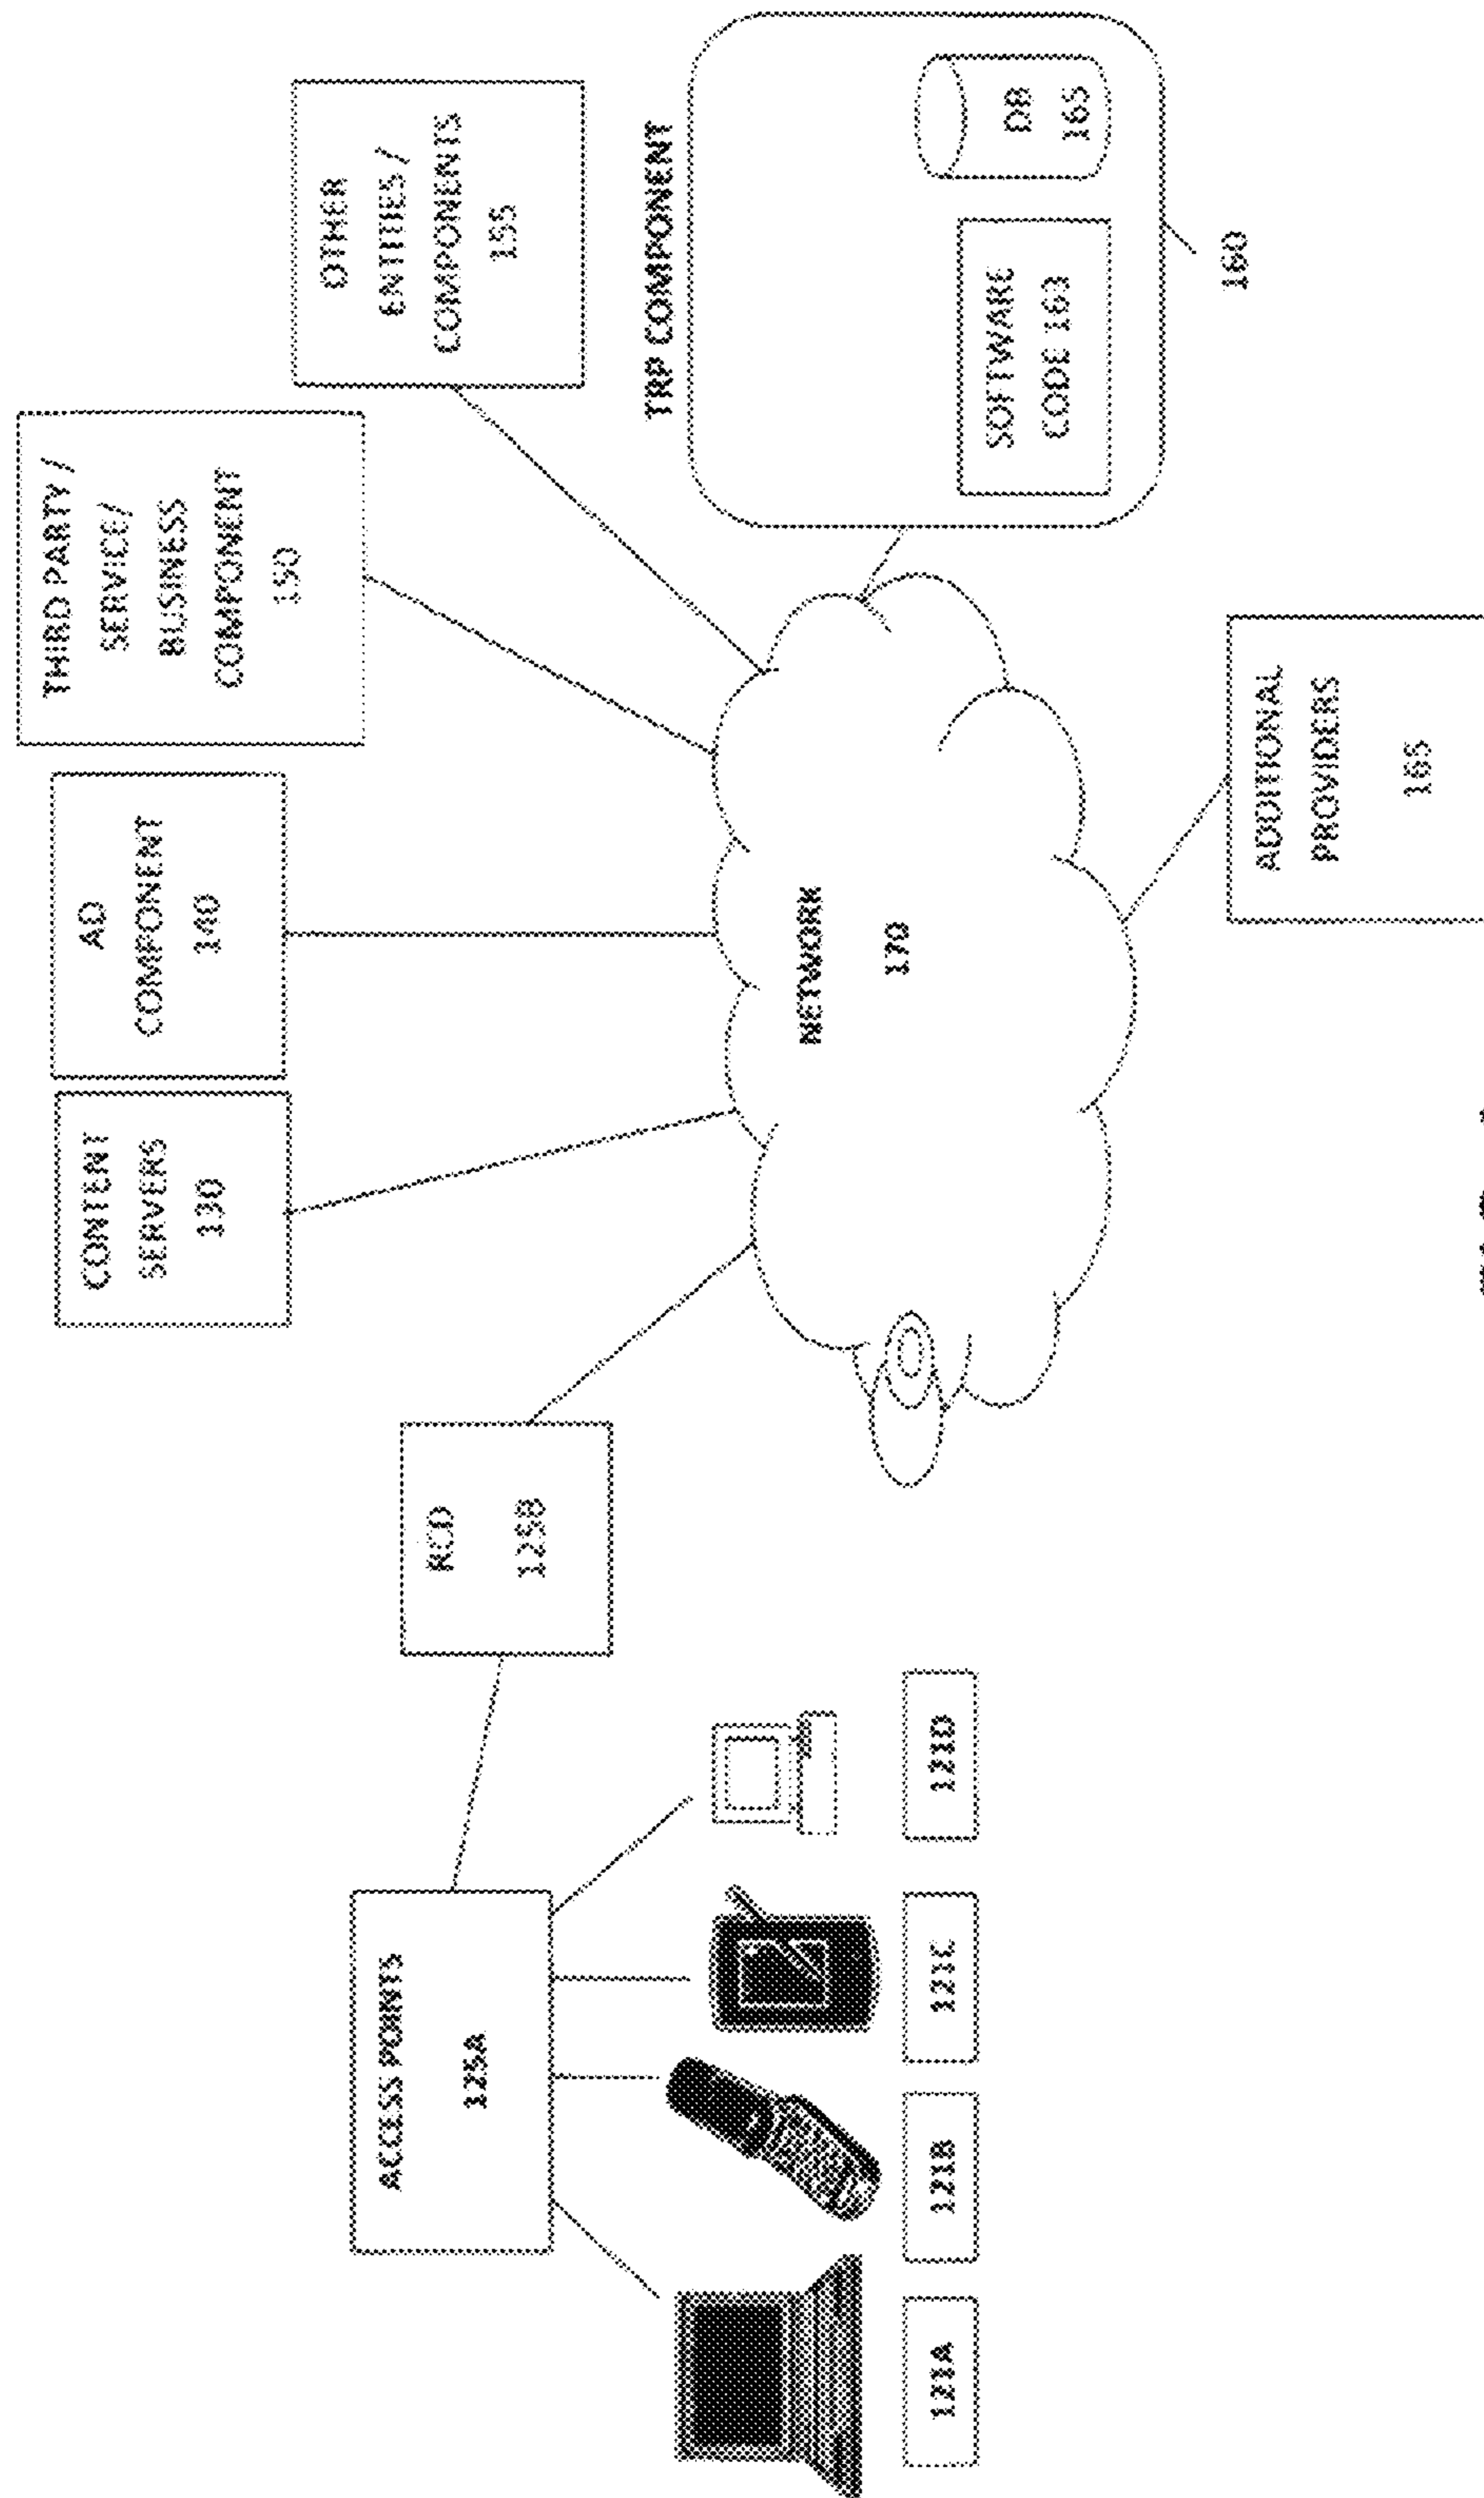 THIRD PARTY /
SERVICE/
BUSINESS
COMPONENT
150
OTHER
ENTITIES /
COMPONENTS
155
AD
COMPONENT
140
CONTENT
SERVERS
130
RCD
125B
ACCESS POINTS
125A
TRP COMPONENT
SOFTWARE
CODE 163
DB
165
160
NETWORK
170
ADDITIONAL
PROVIDERS
165
121A
121B
121C
121D